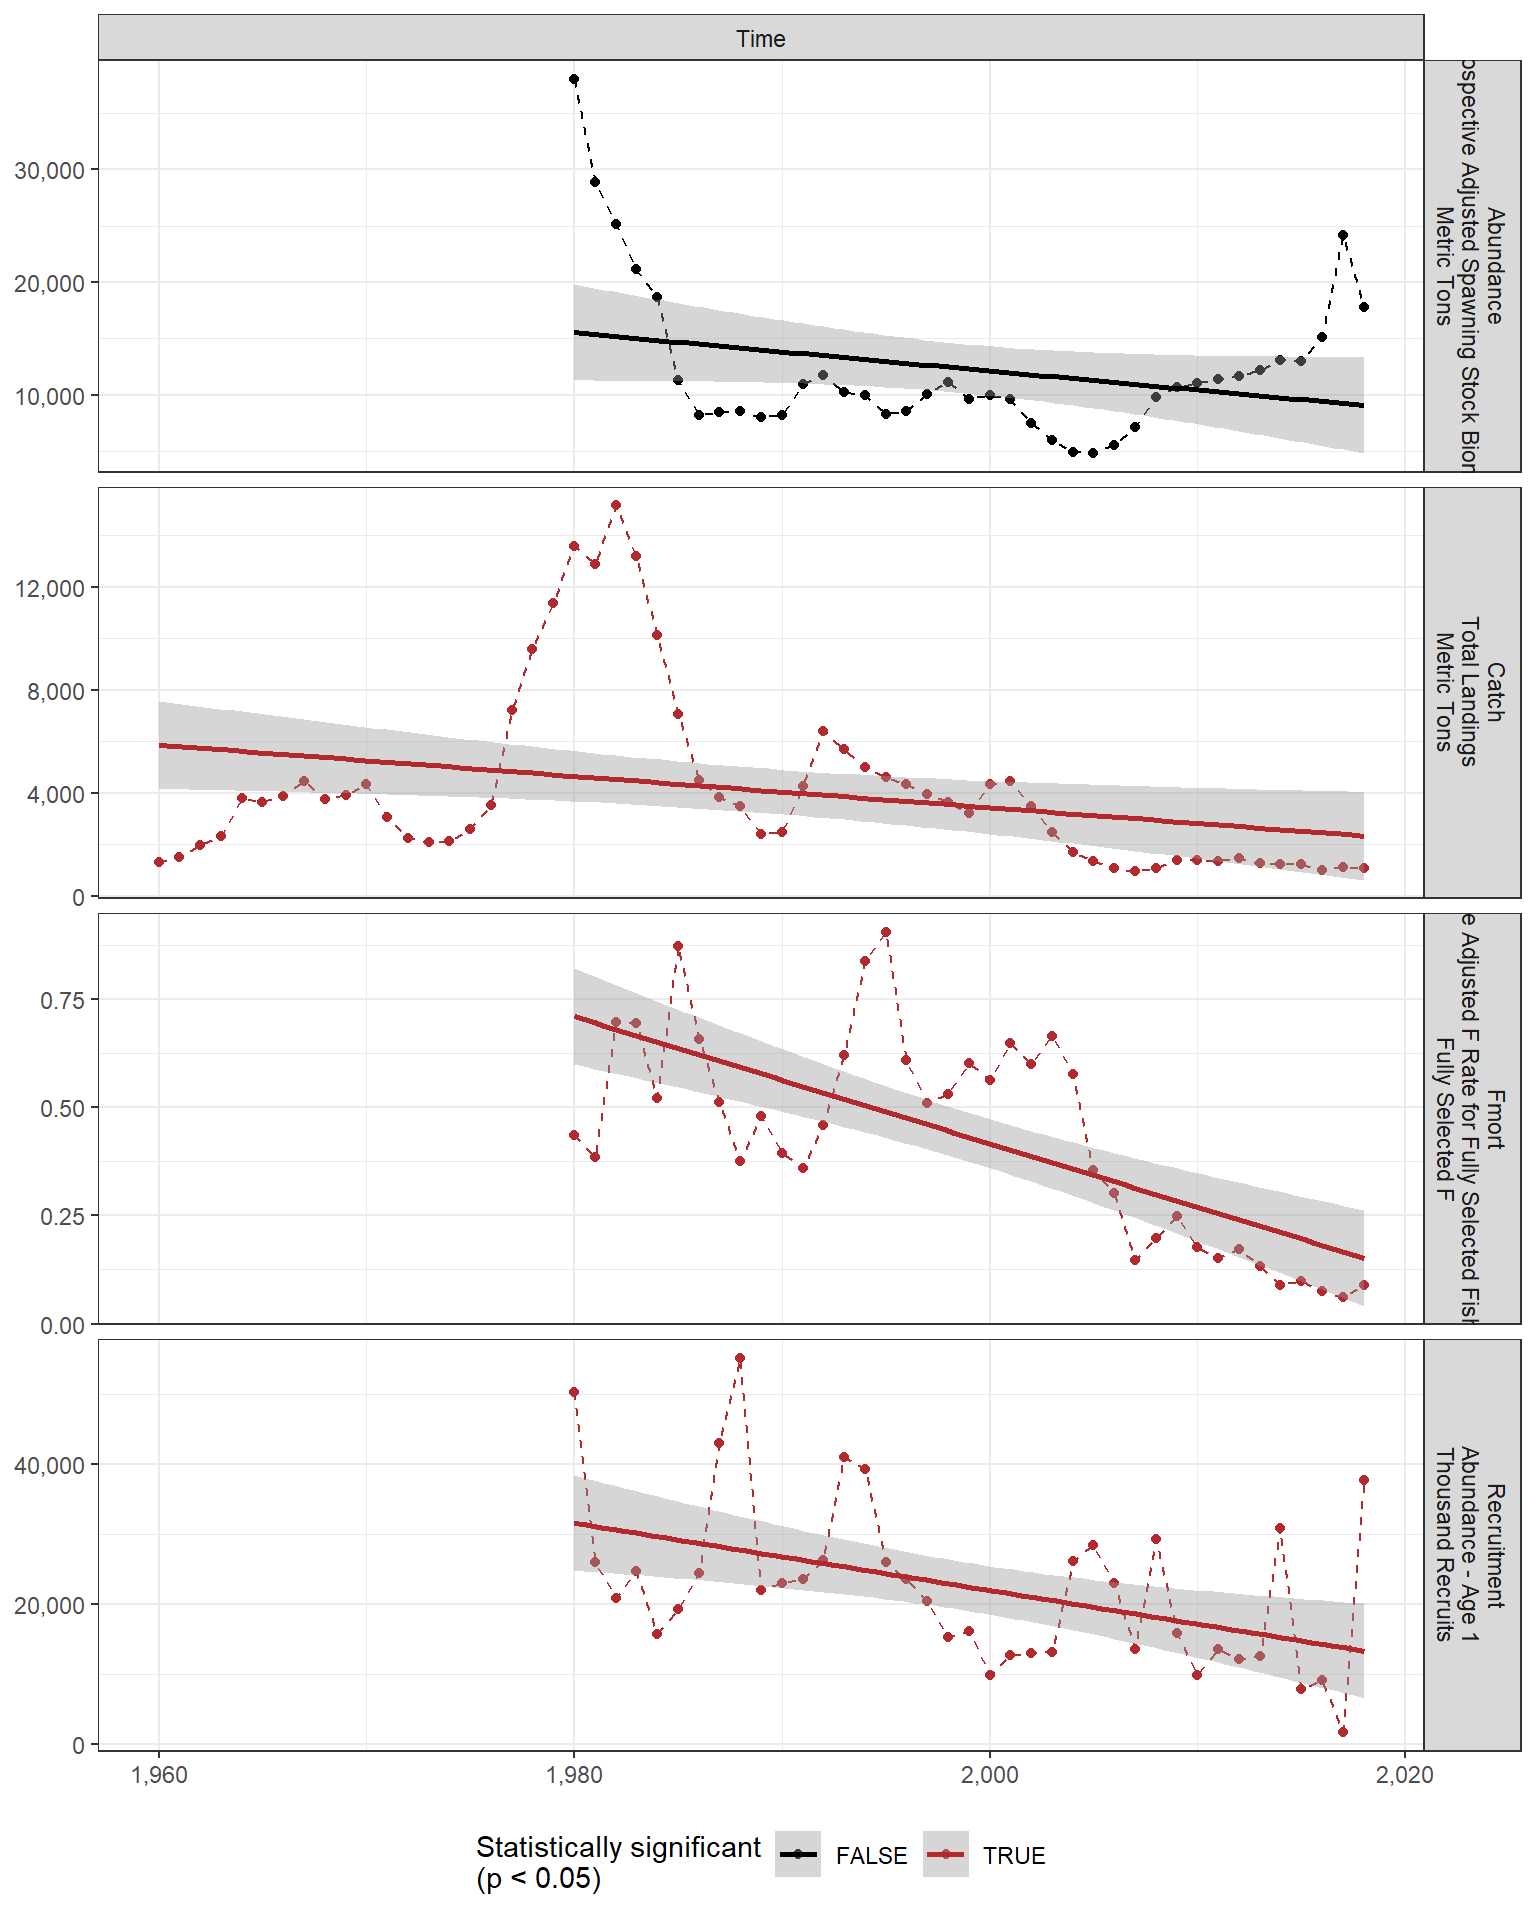 Time
30,000
20,000
10,000
Abundance
ospective Adjusted Spawning Stock Bior
Metric Tons
12,000
8,000
4,000
0
Catch
Total Landings
Metric Tons
0.75
0.50
0.25
0.00
Fmort
e Adjusted F Rate for Fully Selected Fish
Fully Selected F
40,000
20,000
0
Recruitment
Abundance - Age 1
Thousand Recruits
1,960 1,980 2,000 2,020
Statistically significant
(p < 0.05)
FALSE TRUE